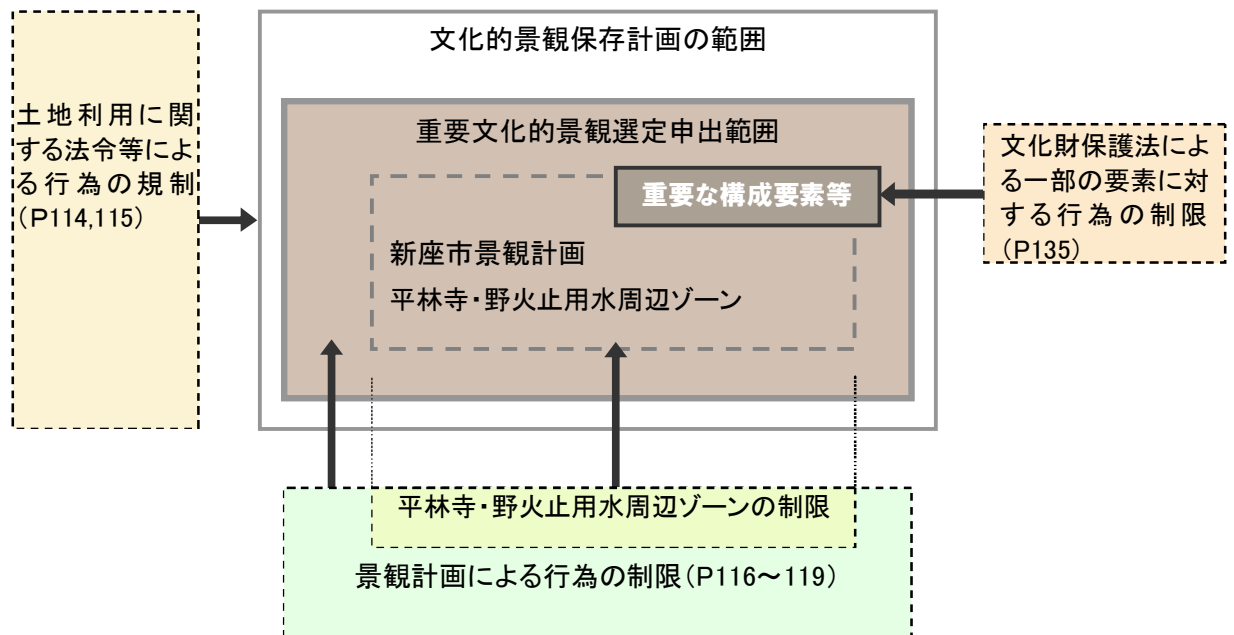 文化的景観保存計画の範囲
土地利用に関
する法令等によ
る行為の規制
（P114,115）
重要文化的景観選定申出範囲
重要な構成要素等
文化財保護法によ
る一部の要素に対
する行為の制限
（P135）
新座市景観計画
平林寺・野火止用水周辺ゾーン
平林寺・野火止用水周辺ゾーンの制限
景観計画による行為の制限（P116～119）